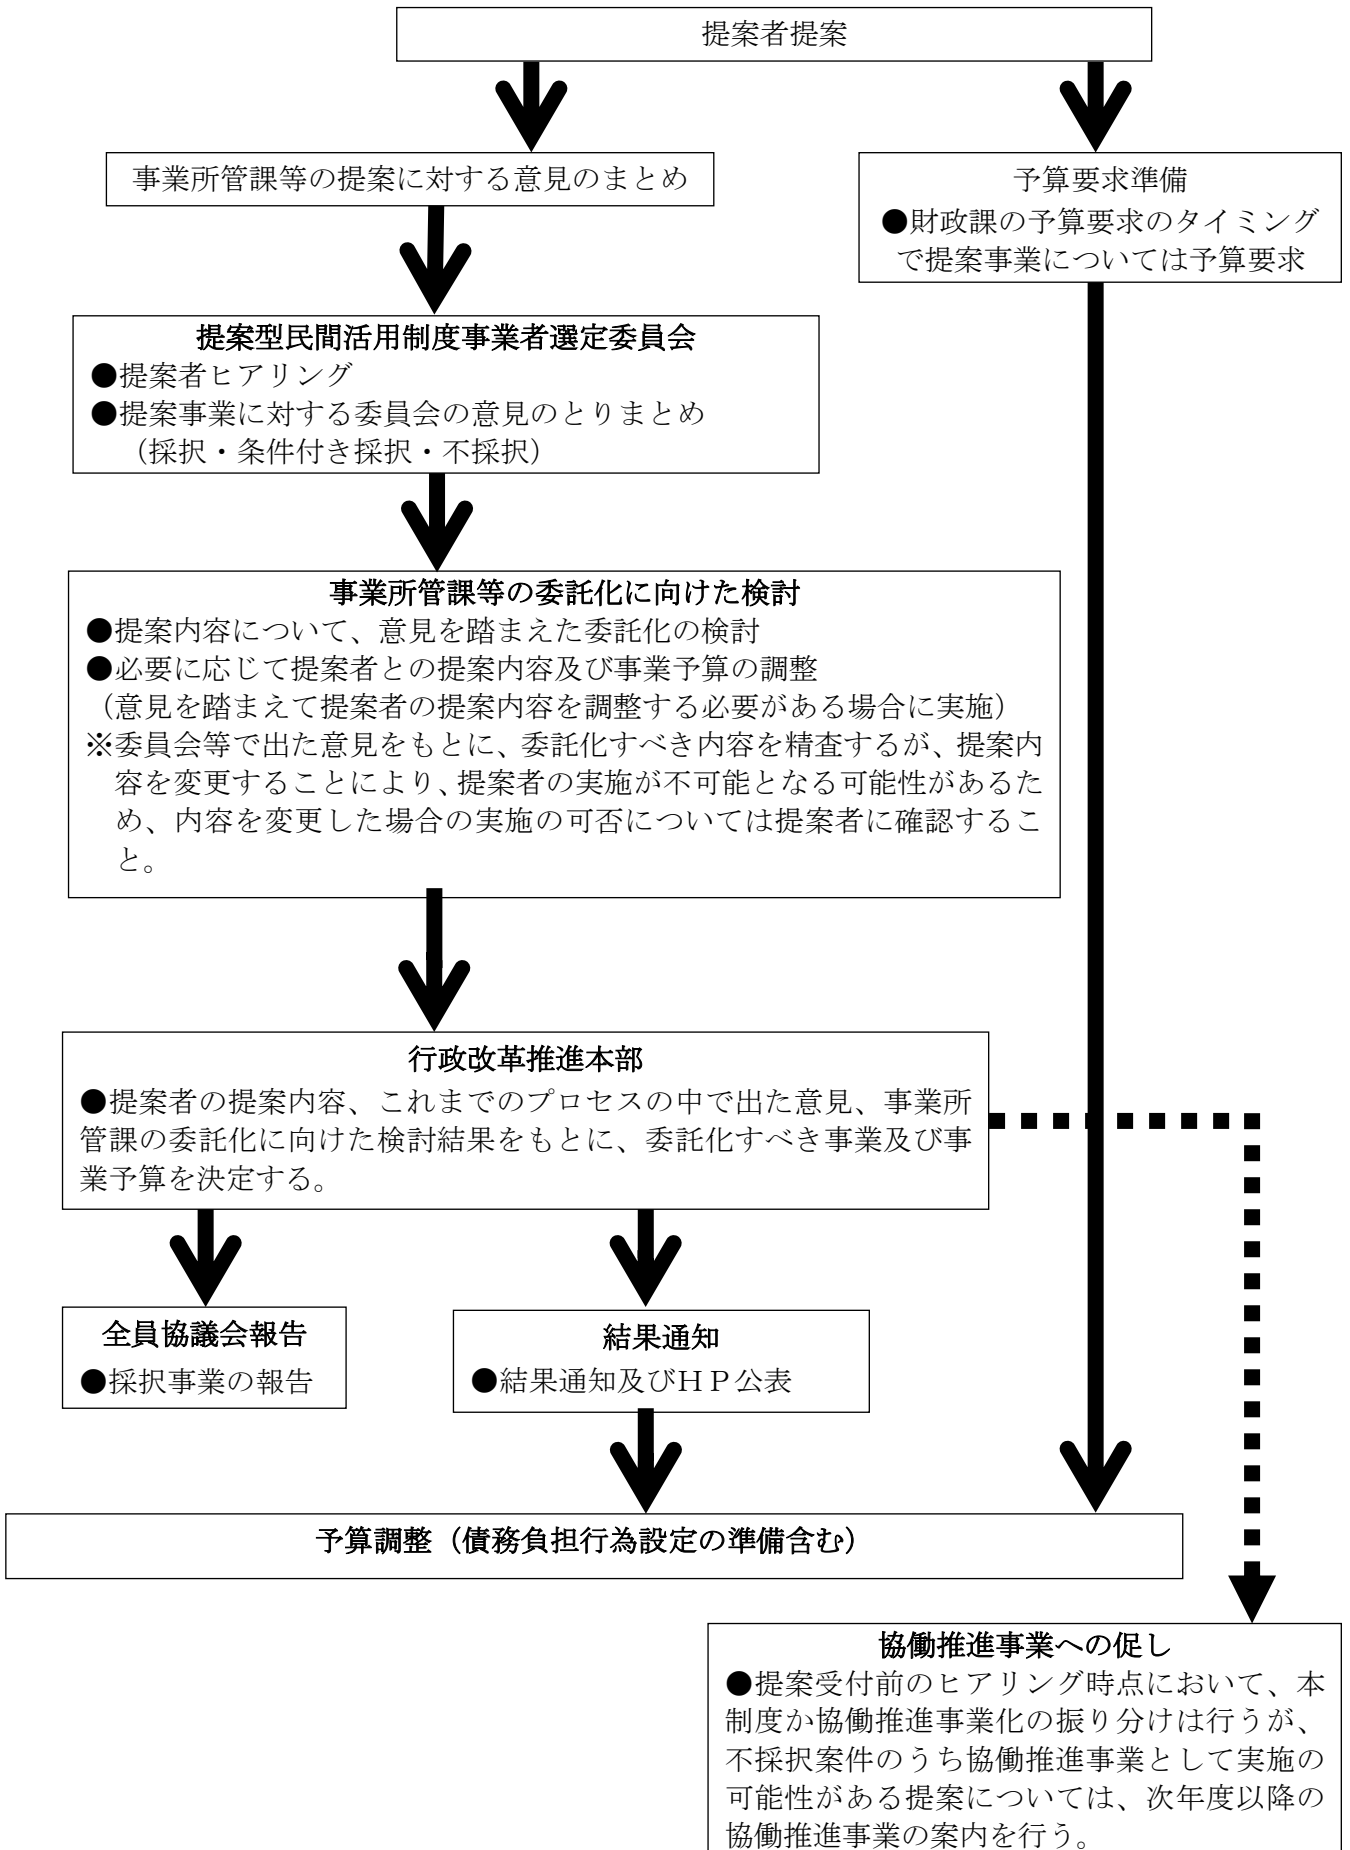 提案者提案
事業所管課等の提案に対する意見のまとめ
予算要求準備
●財政課の予算要求のタイミング
で提案事業については予算要求
提案型民間活用制度事業者選定委員会
●提案者ヒアリング
●提案事業に対する委員会の意見のとりまとめ
（採択・条件付き採択・不採択）
事業所管課等の委託化に向けた検討
●提案内容について、意見を踏まえた委託化の検討
●必要に応じて提案者との提案内容及び事業予算の調整
（意見を踏まえて提案者の提案内容を調整する必要がある場合に実施）
※委員会等で出た意見をもとに、委託化すべき内容を精査するが、提案内
容を変更することにより、提案者の実施が不可能となる可能性があるた
め、内容を変更した場合の実施の可否については提案者に確認するこ
と。
行政改革推進本部
●提案者の提案内容、これまでのプロセスの中で出た意見、事業所
管課の委託化に向けた検討結果をもとに、委託化すべき事業及び事
業予算を決定する。
全員協議会報告
●採択事業の報告
結果通知
●結果通知及びＨＰ公表
予算調整（債務負担行為設定の準備含む）
協働推進事業への促し
●提案受付前のヒアリング時点において、本
制度か協働推進事業化の振り分けは行うが、
不採択案件のうち協働推進事業として実施の
可能性がある提案については、次年度以降の
協働推進事業の案内を行う。